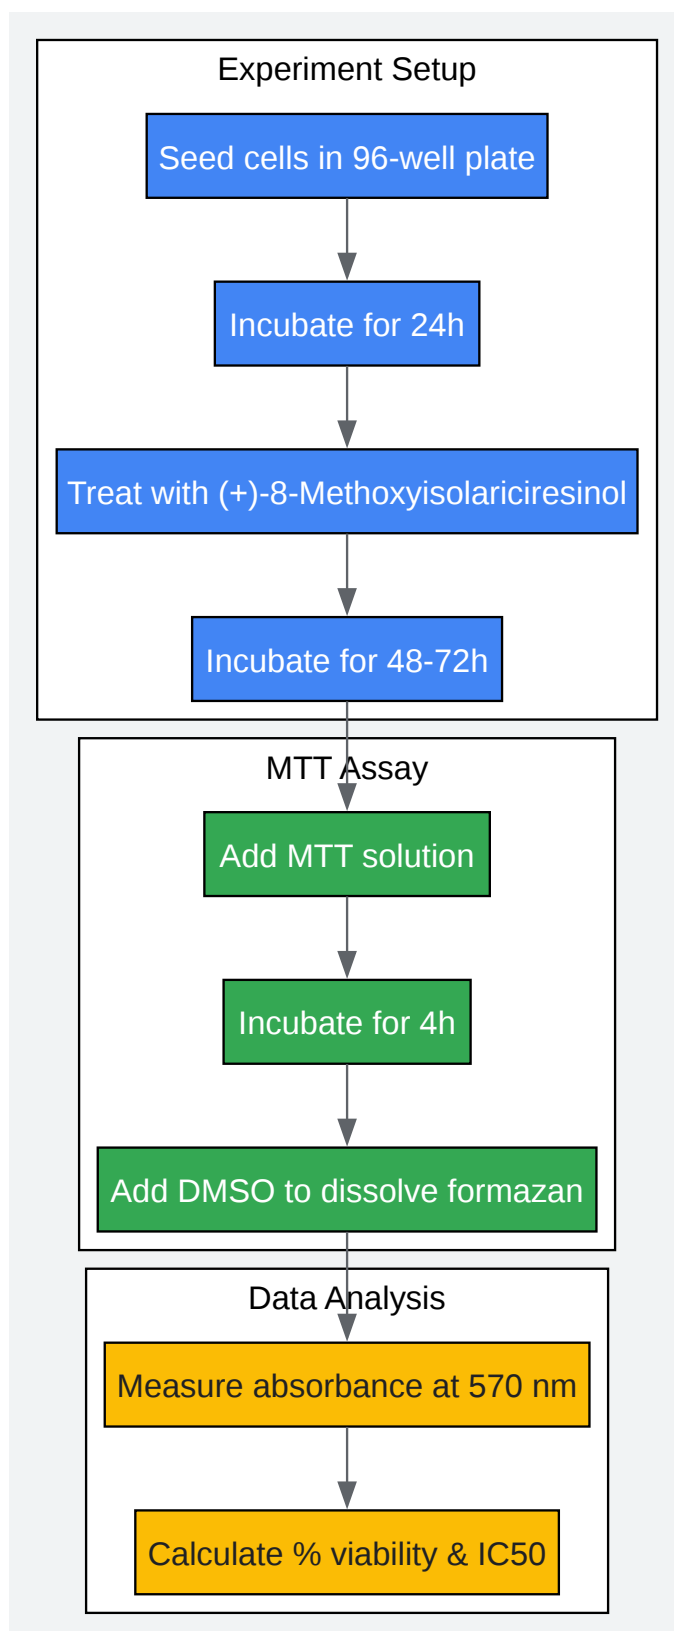 Experiment Setup
Seed cells in 96-well plate
Incubate for 24h
Treat with (+)-8-Methoxyisolariciresinol
Incubate for 48-72h
MTT Assay
Add MTT solution
Incubate for 4h
Add DMSO to dissolve formazan
Data Analysis
Measure absorbance at 570 nm
Calculate % viability & IC50